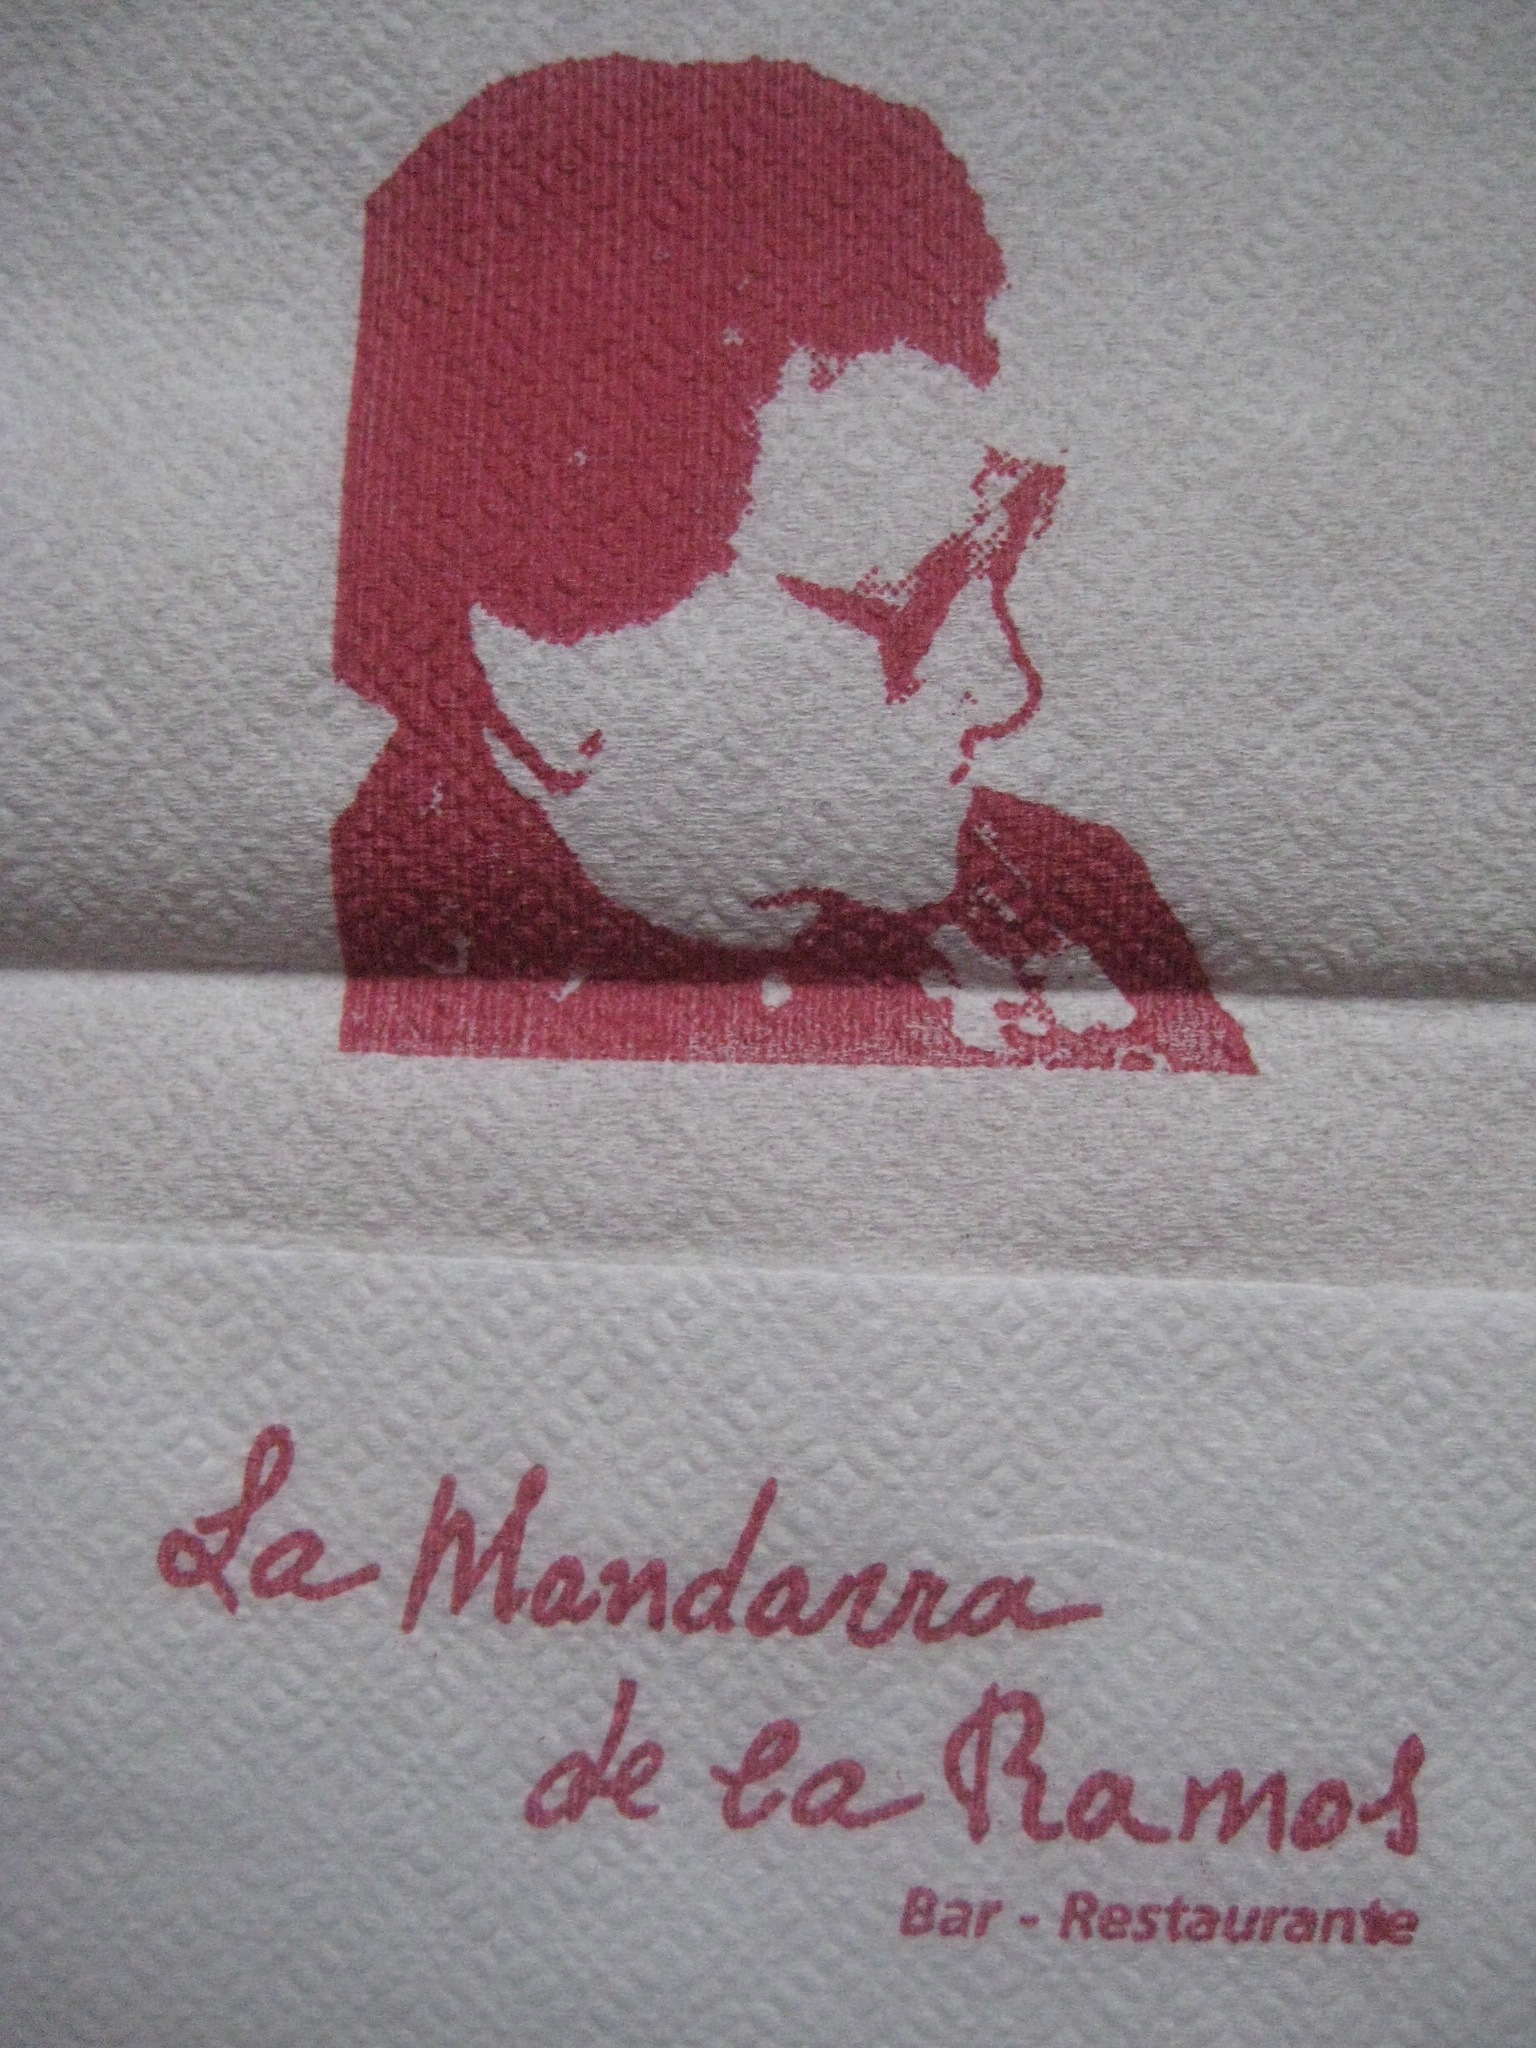 La Mandarra
de la Ramos
Bar - Restaurante